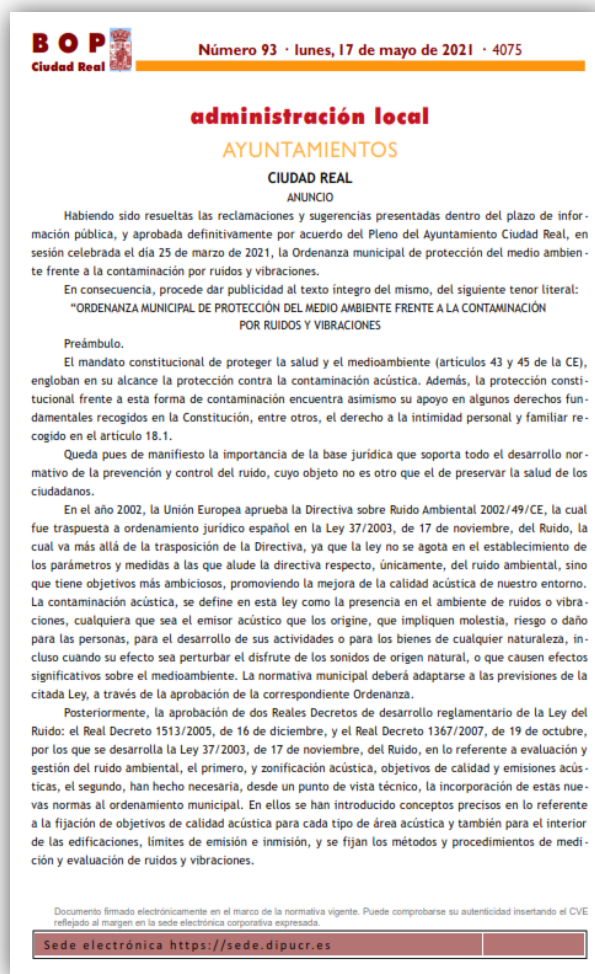 B O P
Ciudad Real
Número 93 · lunes, 17 de mayo de 2021 · 4075
administración local
AYUNTAMIENTOS
CIUDAD REAL
ANUNCIO
Habiendo sido resueltas las reclamaciones y sugerencias presentadas dentro del plazo de infor-
mación pública, y aprobada definitivamente por acuerdo del Pleno del Ayuntamiento Ciudad Real, en
sesión celebrada el día 25 de marzo de 2021, la Ordenanza municipal de protección del medio ambien-
te frente a la contaminación por ruidos y vibraciones.
En consecuencia, procede dar publicidad al texto íntegro del mismo, del siguiente tenor literal:
“ORDENANZA MUNICIPAL DE PROTECCIÓN DEL MEDIO AMBIENTE FRENTE A LA CONTAMINACIÓN
POR RUIDOS Y VIBRACIONES
Preámbulo.
El mandato constitucional de proteger la salud y el medioambiente (artículos 43 y 45 de la CE),
engloban en su alcance la protección contra la contaminación acústica. Además, la protección consti-
tucional frente a esta forma de contaminación encuentra asimismo su apoyo en algunos derechos fun-
damentales recogidos en la Constitución, entre otros, el derecho a la intimidad personal y familiar re-
cogido en el artículo 18.1.
Queda pues de manifiesto la importancia de la base jurídica que soporta todo el desarrollo nor-
mativo de la prevención y control del ruido, cuyo objeto no es otro que el de preservar la salud de los
ciudadanos.
En el año 2002, la Unión Europea aprueba la Directiva sobre Ruido Ambiental 2002/49/CE, la cual
fue traspuesta a ordenamiento jurídico español en la Ley 37/2003, de 17 de noviembre, del Ruido, la
cual va más allá de la trasposición de la Directiva, ya que la ley no se agota en el establecimiento de
los parámetros y medidas a las que alude la directiva respecto, únicamente, del ruido ambiental, sino
que tiene objetivos más ambiciosos, promoviendo la mejora de la calidad acústica de nuestro entorno.
La contaminación acústica, se define en esta ley como la presencia en el ambiente de ruidos o vibra-
ciones, cualquiera que sea el emisor acústico que los origine, que impliquen molestia, riesgo o daño
para las personas, para el desarrollo de sus actividades o para los bienes de cualquier naturaleza, in-
cluso cuando su efecto sea perturbar el disfrute de los sonidos de origen natural, o que causen efectos
significativos sobre el medioambiente. La normativa municipal deberá adaptarse a las previsiones de la
citada Ley, a través de la aprobación de la correspondiente Ordenanza.
Posteriormente, la aprobación de dos Reales Decretos de desarrollo reglamentario de la Ley del
Ruido: el Real Decreto 1513/2005, de 16 de diciembre, y el Real Decreto 1367/2007, de 19 de octubre,
por los que se desarrolla la Ley 37/2003, de 17 de noviembre, del Ruido, en lo referente a evaluación y
gestión del ruido ambiental, el primero, y zonificación acústica, objetivos de calidad y emisiones acús-
ticas, el segundo, han hecho necesaria, desde un punto de vista técnico, la incorporación de estas nue-
vas normas al ordenamiento municipal. En ellos se han introducido conceptos precisos en lo referente
a la fijación de objetivos de calidad acústica para cada tipo de área acústica y también para el interior
de las edificaciones, límites de emisión e inmisión, y se fijan los métodos y procedimientos de medi-
ción y evaluación de ruidos y vibraciones.
Documento firmado electrónicamente en el marco de la normativa vigente. Puede comprobarse su autenticidad insertando el CVE
reflejado al margen en la sede electrónica corporativa expresada.
Sede electrónica https://sede.dipucr.es